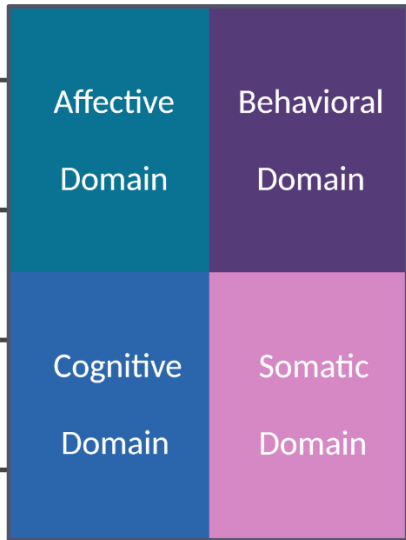 Affective
Domain
Behavioral
Domain
Cognitive
Domain
Somatic
Domain